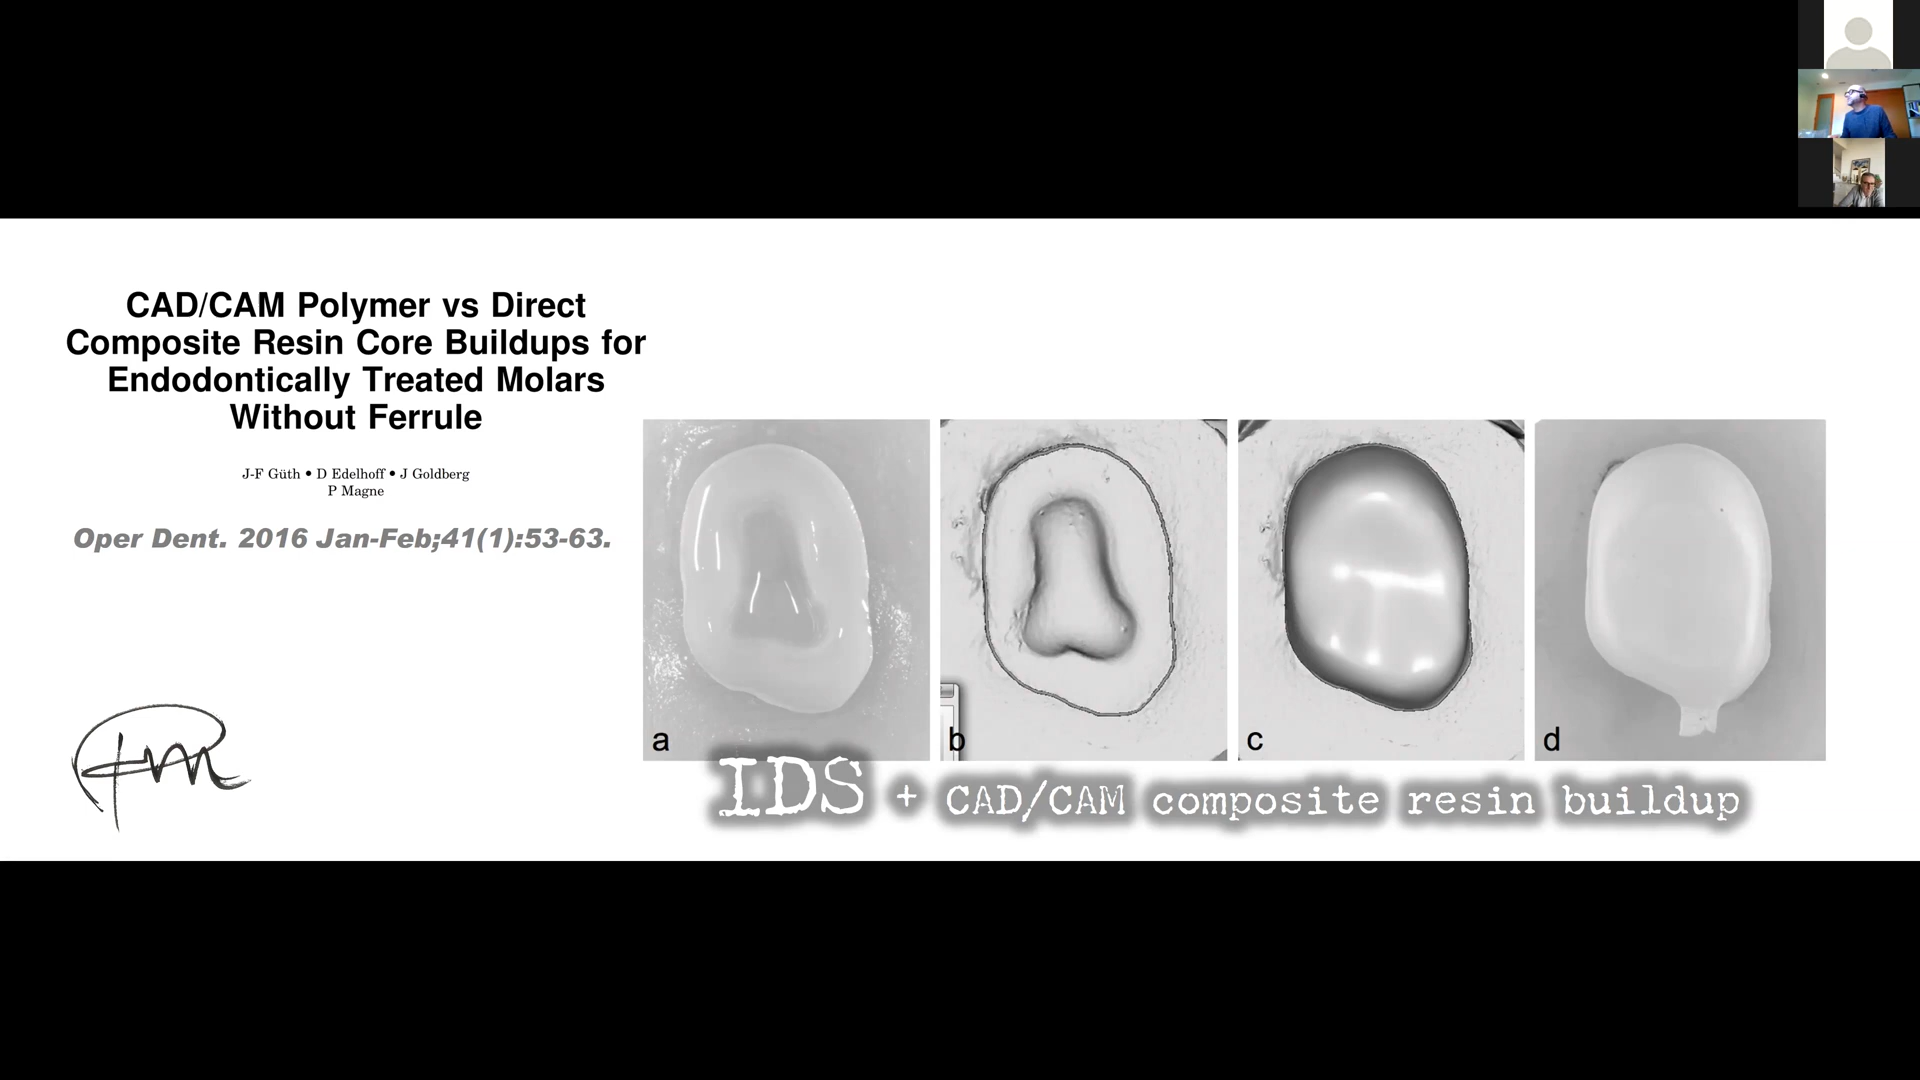 CAD/CAM Polymer vs Direct
Composite Resin Core Buildups for
Endodontically Treated Molars
Without Ferrule
J-F Güth • D Edelhoff • J Goldberg
P Magne
Oper Dent. 2016 Jan-Feb;41(1):53-63.
a
b
c
d
IDS + CAD/CAM composite resin buildup